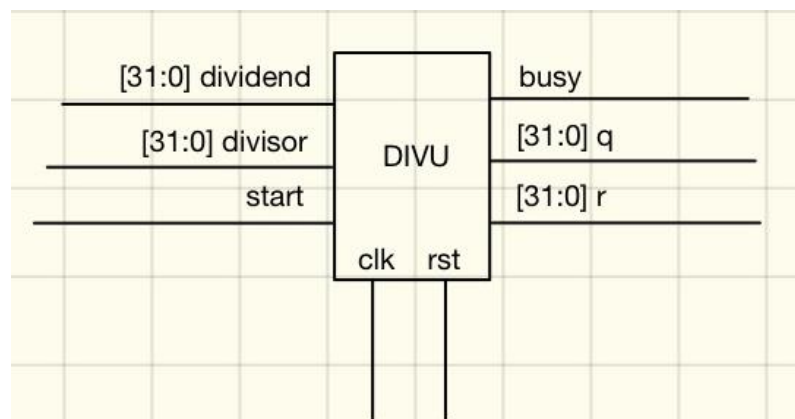 [31:0] dividend
busy
[31:0] divisor
DIVU
[31:0] q
start
[31:0] r
clk rst